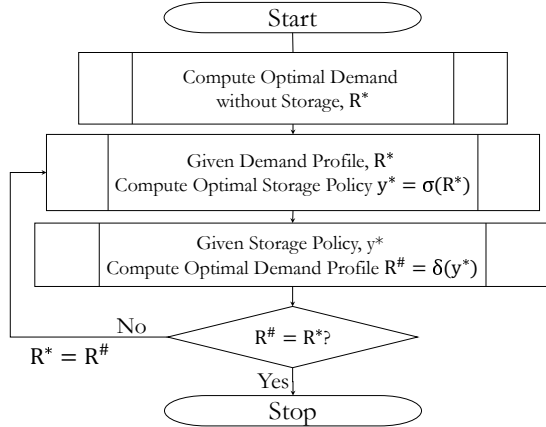 Start
Compute Optimal Demand
without Storage, R*
Given Demand Profile, R*
Compute Optimal Storage Policy y* = σ(R*)
Given Storage Policy, y*
Compute Optimal Demand Profile R# = δ(y*)
No
R# = R*?
R* = R#
Yes
Stop